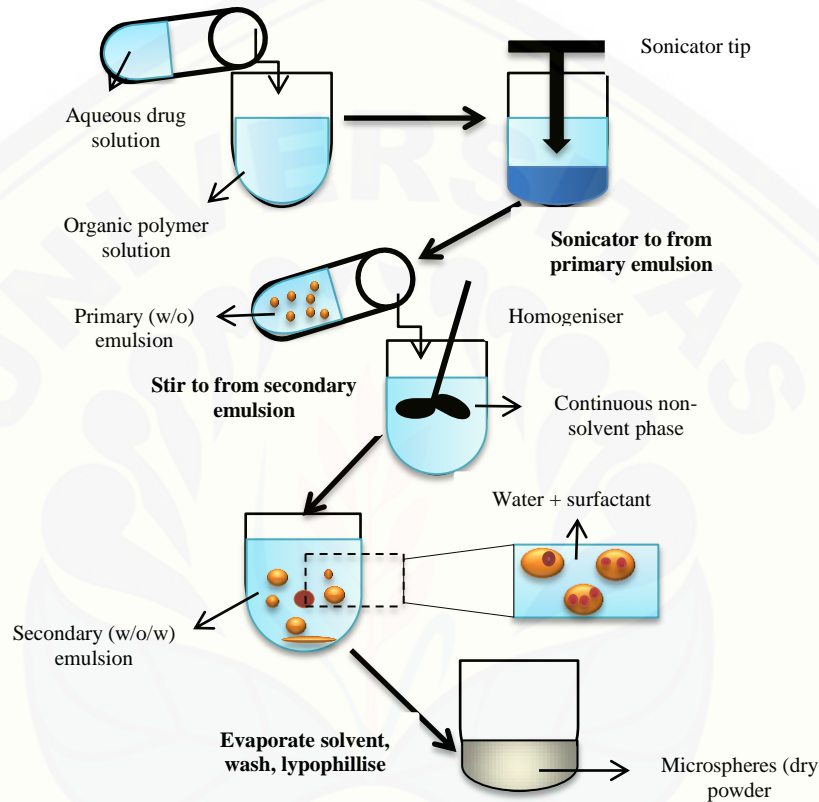 Sonicator tip
Aqueous drug
solution
Organic polymer
solution
Sonicator to from
primary emulsion
Primary (w/o)
emulsion
Homogeniser
Stir to from secondary
emulsion
Continuous non-
solvent phase
Water + surfactant
Secondary (w/o/w)
emulsion
Evaporate solvent,
wash, lypophillise
Microspheres (dry
powder
UNIVERSITAS